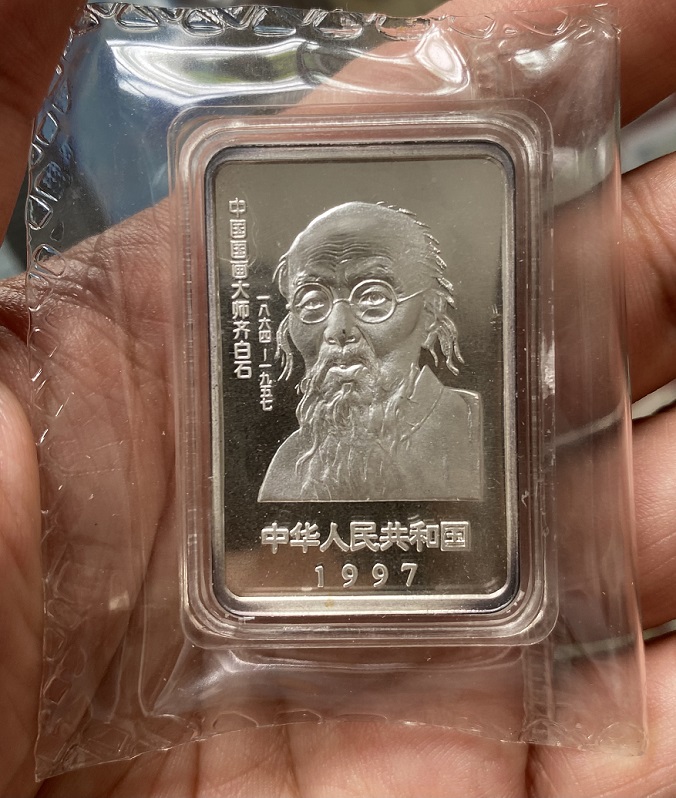 中国国画大师齐白石
一八六四-一九五七
中华人民共和国
1997